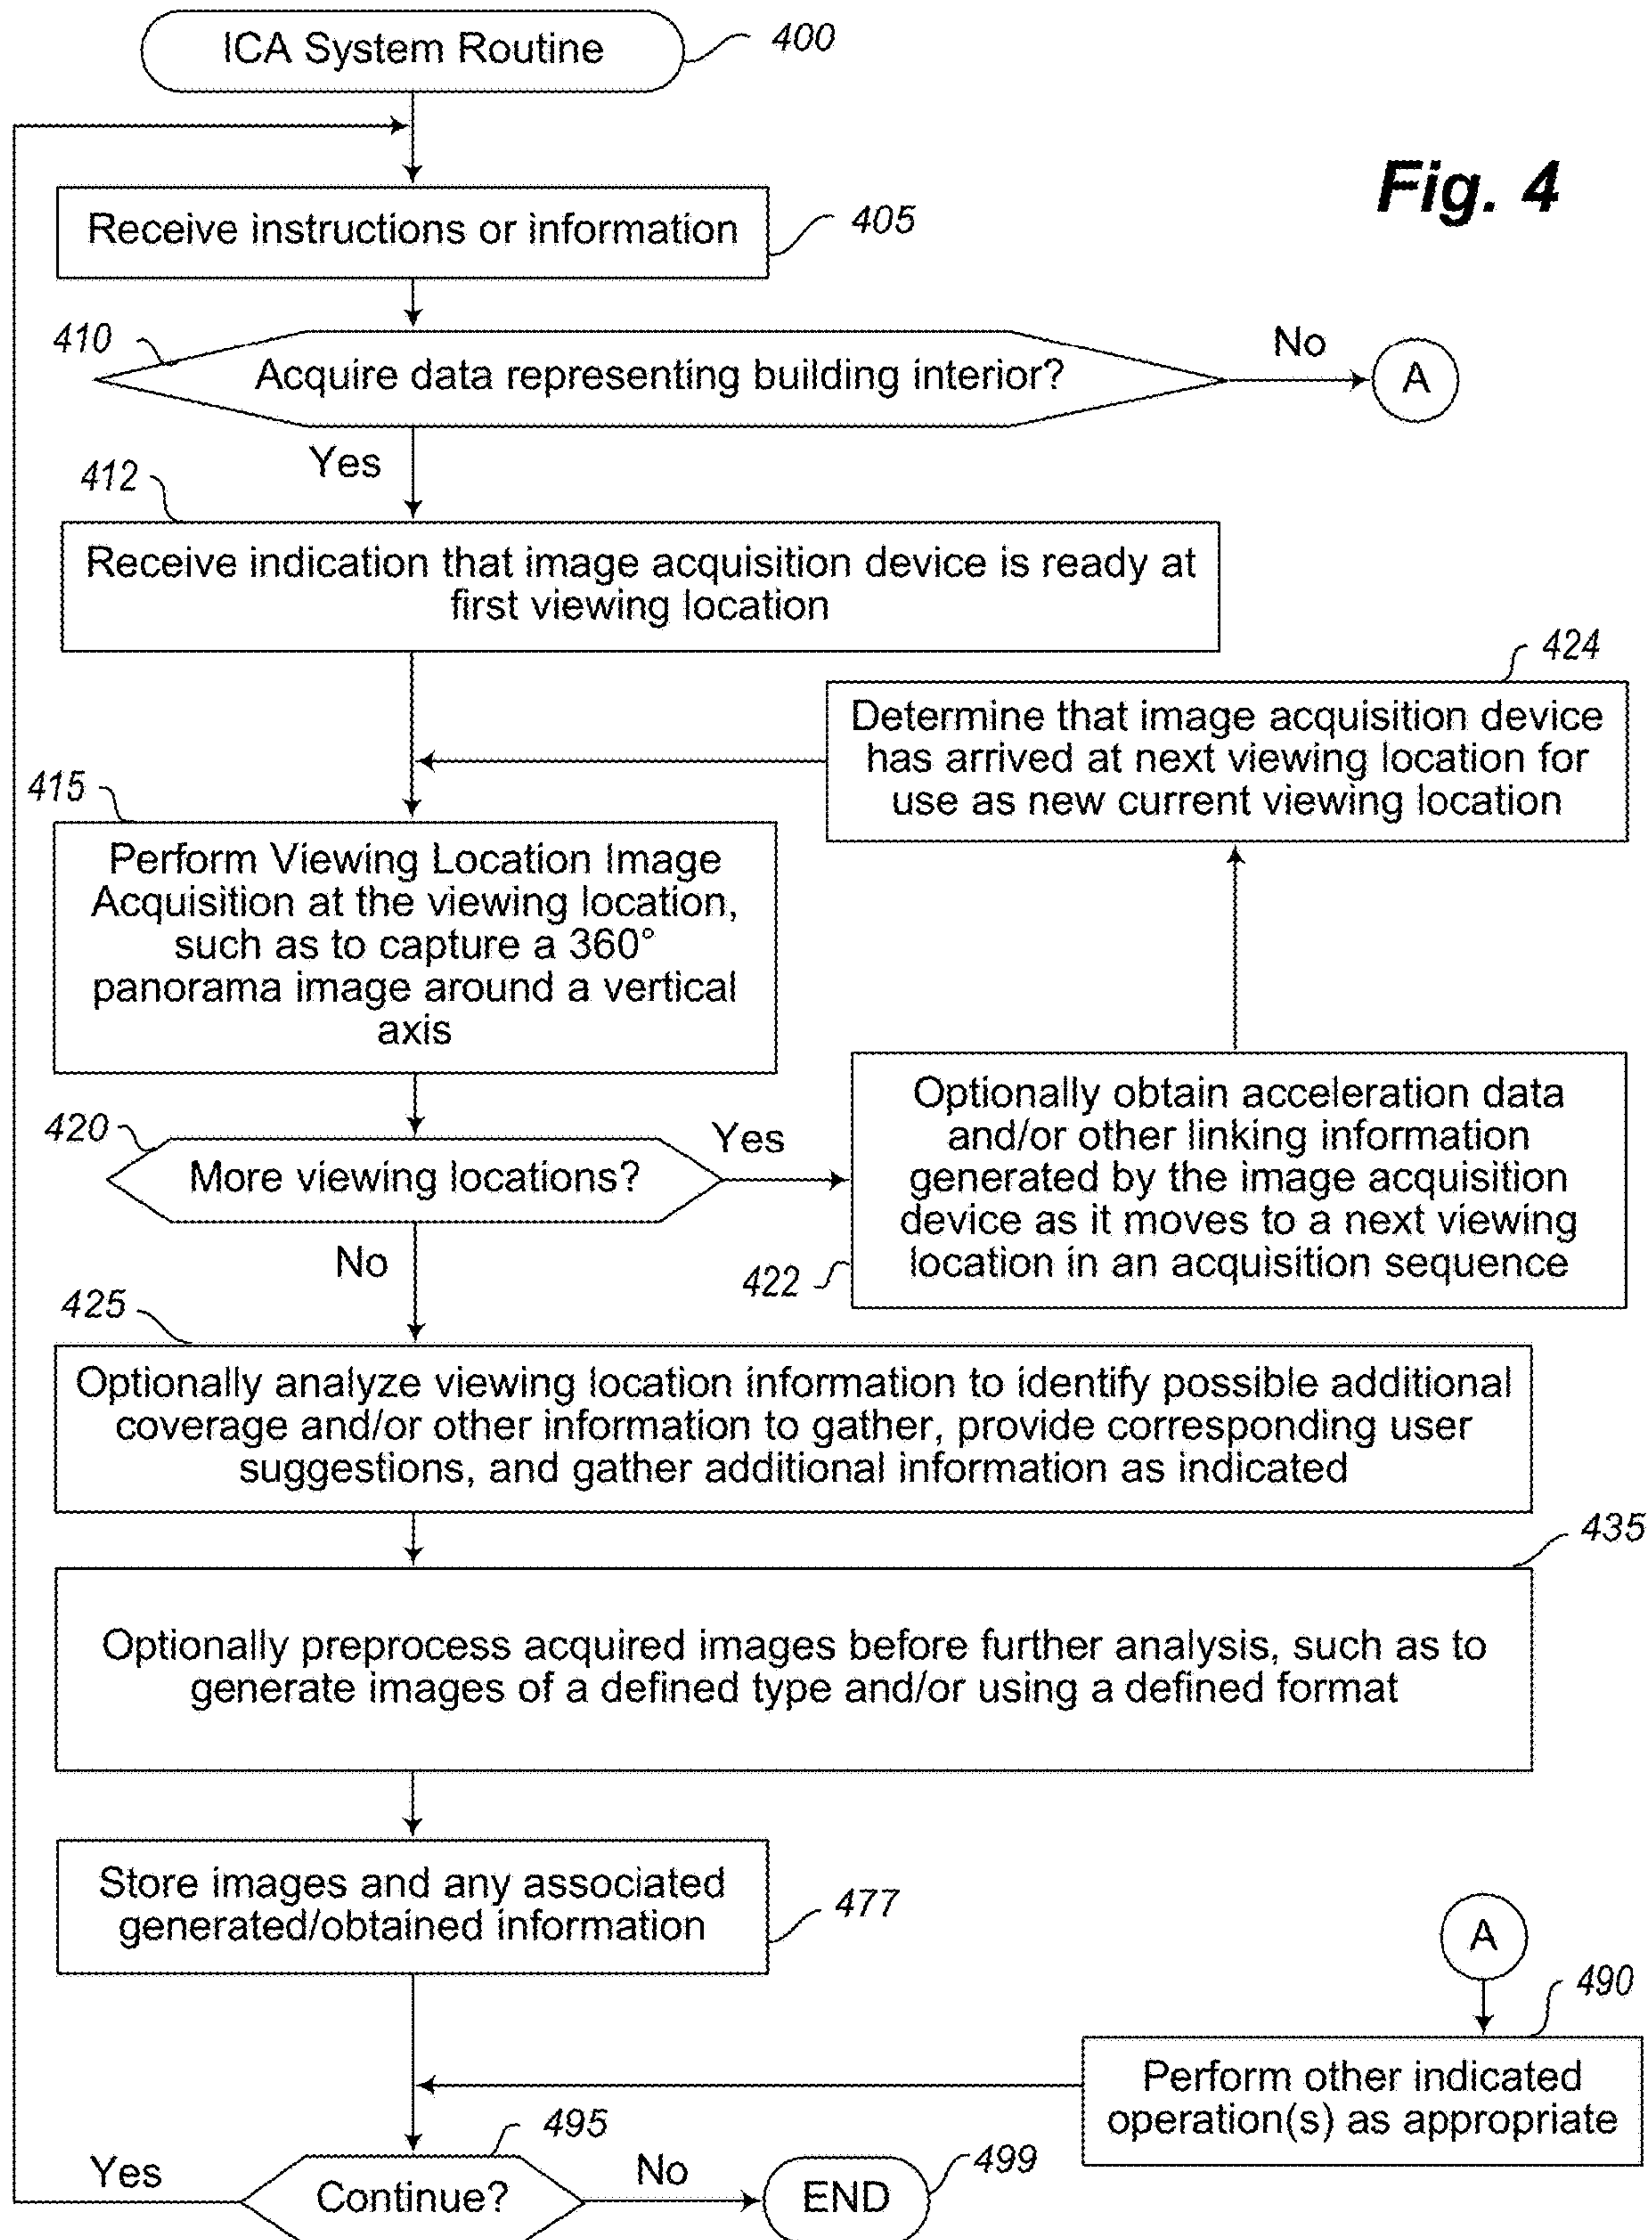 ICA System Routine
400
Fig. 4
Receive instructions or information
405
410
Acquire data representing building interior?
No
A
Yes
412
Receive indication that image acquisition device is ready at
first viewing location
424
Determine that image acquisition device
has arrived at next viewing location for
use as new current viewing location
415
Perform Viewing Location Image
Acquisition at the viewing location,
such as to capture a 360°
panorama image around a vertical
axis
420
More viewing locations?
Yes
Optionally obtain acceleration data
and/or other linking information
generated by the image acquisition
device as it moves to a next viewing
location in an acquisition sequence
422
No
425
Optionally analyze viewing location information to identify possible additional
coverage and/or other information to gather, provide corresponding user
suggestions, and gather additional information as indicated
435
Optionally preprocess acquired images before further analysis, such as to
generate images of a defined type and/or using a defined format
Store images and any associated
generated/obtained information
477
A
490
Perform other indicated
operation(s) as appropriate
495
Yes
Continue?
No
END
499